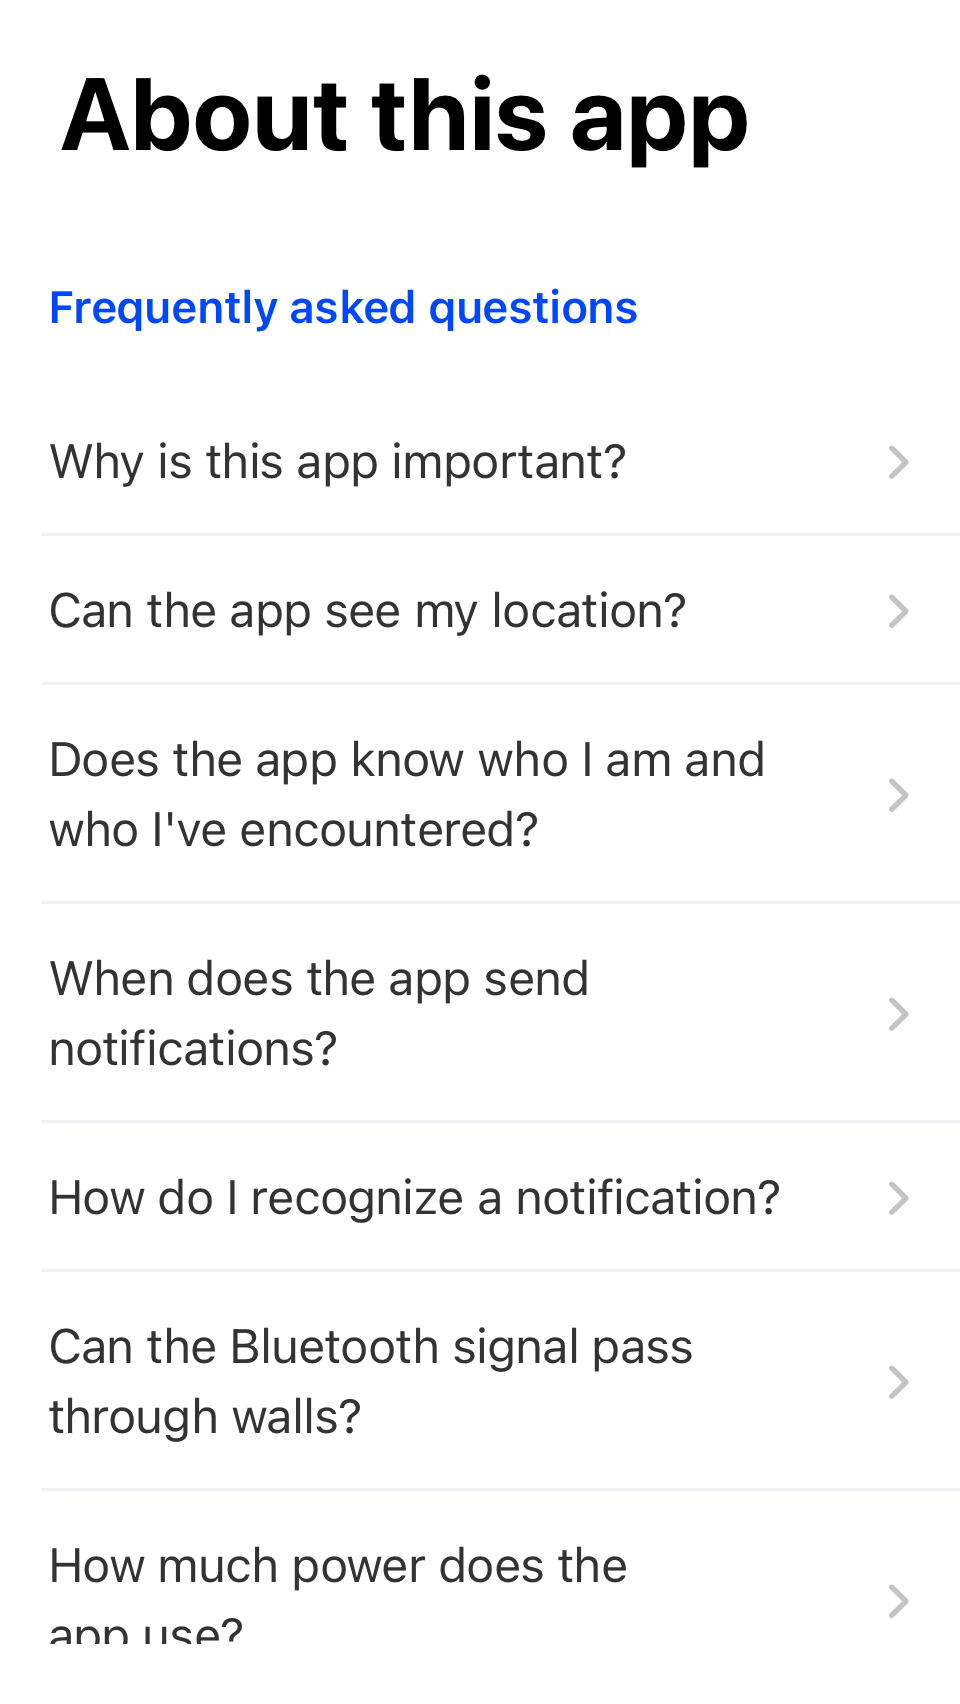 About this app
Frequently asked questions
Why is this app important?
Can the app see my location?
Does the app know who I am and
who I've encountered?
When does the app send
notifications?
How do I recognize a notification?
Can the Bluetooth signal pass
through walls?
How much power does the
app use?